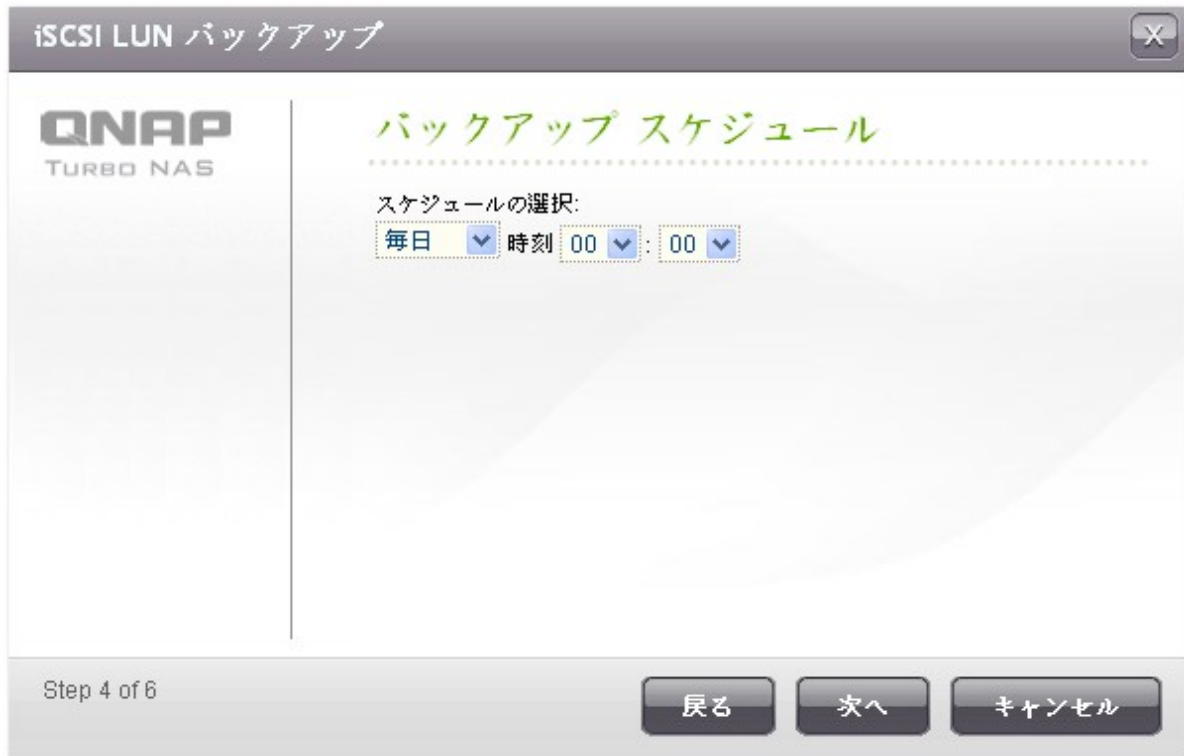 iSCSI LUN バックアップ
X
QNAP
TURBO NAS
バックアップ スケジュール
スケジュールの選択:
毎日 時刻 00 : 00
Step 4 of 6
戻る 次へ キャンセル